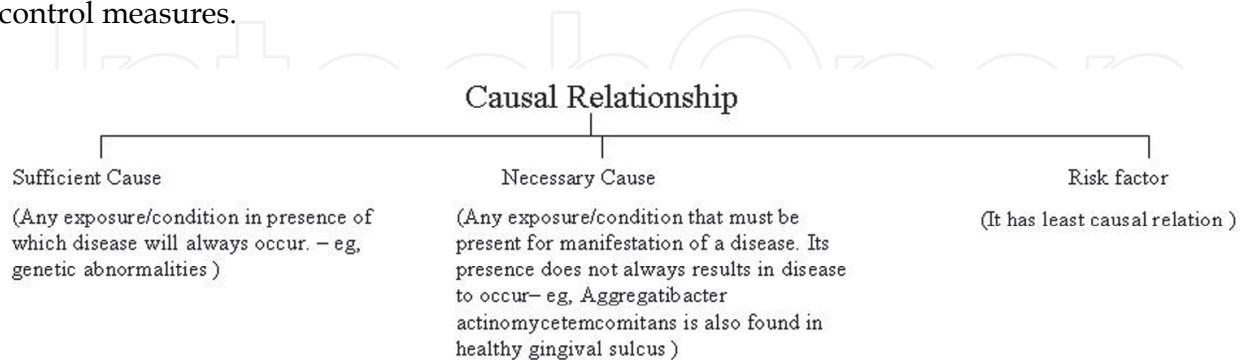 control measures.
IntechOpen
Causal Relationship
Sufficient Cause
Necessary Cause
Risk factor
(Any exposure/condition in presence of
which disease will always occur. – eg,
genetic abnormalities )
(Any exposure/condition that must be
present for manifestation of a disease. Its
presence does not always results in disease
to occur– eg, Aggregatibacter
actinomycetemcomitans is also found in
healthy gingival sulcus )
(It has least causal relation )